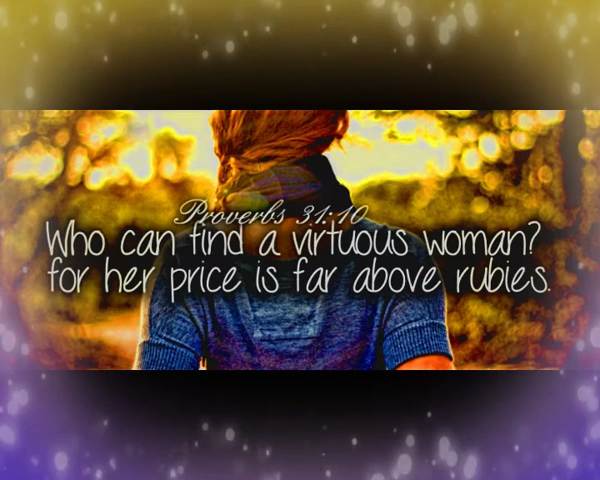 Proverbs 31:10
Who can find a virtuous woman?
for her price is far above rubies.